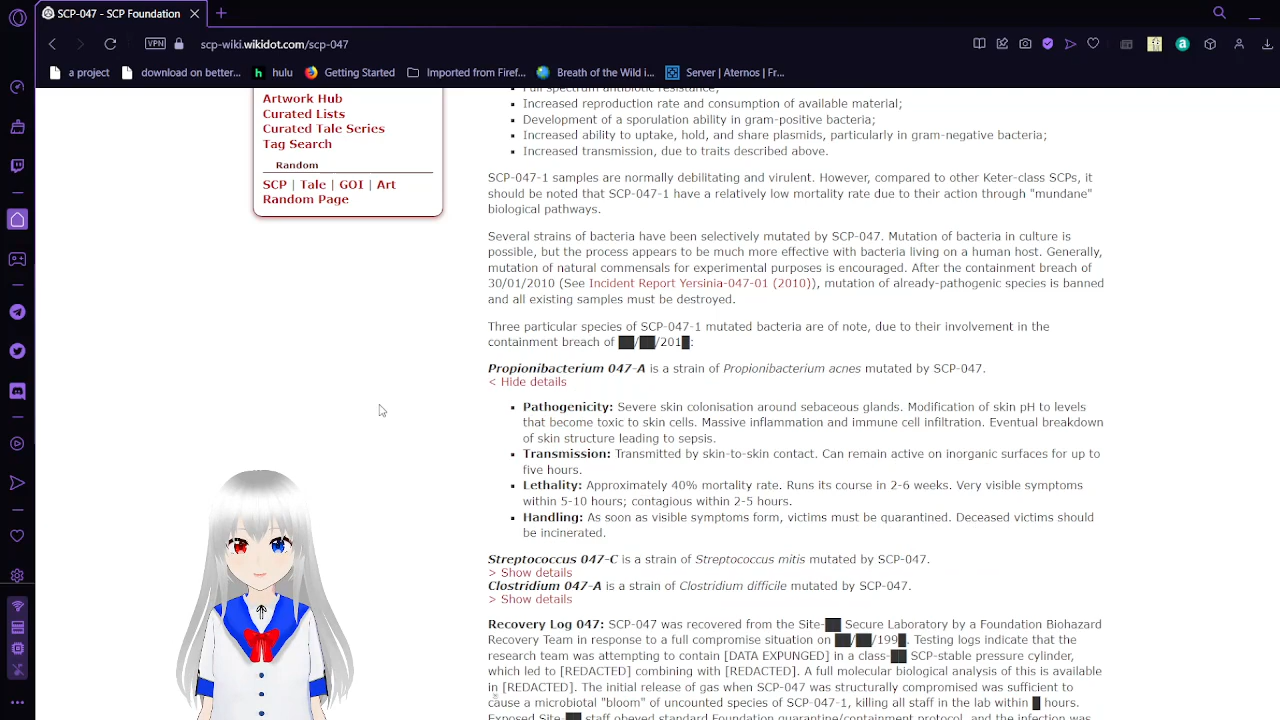 SCP-047 - SCP Foundation
VPN
scp-wiki.wikidot.com/scp-047
a project
download on better...
hulu
Getting Started
Imported from Firef...
Breath of the Wild i...
Server | Aternos | Fr...
Artwork Hub
Curated Lists
Curated Tale Series
Tag Search
Random
SCP | Tale | GOI | Art
Random Page
Full spectrum antibiotic resistance;
Increased reproduction rate and consumption of available material;
Development of a sporulation ability in gram-positive bacteria;
Increased ability to uptake, hold, and share plasmids, particularly in gram-negative bacteria;
Increased transmission, due to traits described above.
SCP-047-1 samples are normally debilitating and virulent. However, compared to other Keter-class SCPs, it
should be noted that SCP-047-1 have a relatively low mortality rate due to their action through "mundane"
biological pathways.
Several strains of bacteria have been selectively mutated by SCP-047. Mutation of bacteria in culture is
possible, but the process appears to be much more effective with bacteria living on a human host. Generally,
mutation of natural commensals for experimental purposes is encouraged. After the containment breach of
30/01/2010 (See Incident Report Yersinia-047-01 (2010)), mutation of already-pathogenic species is banned
and all existing samples must be destroyed.
Three particular species of SCP-047-1 mutated bacteria are of note, due to their involvement in the
containment breach of ██/██/201█:
Propionibacterium 047-A is a strain of Propionibacterium acnes mutated by SCP-047.
< Hide details
Pathogenicity: Severe skin colonisation around sebaceous glands. Modification of skin pH to levels
that become toxic to skin cells. Massive inflammation and immune cell infiltration. Eventual breakdown
of skin structure leading to sepsis.
Transmission: Transmitted by skin-to-skin contact. Can remain active on inorganic surfaces for up to
five hours.
Lethality: Approximately 40% mortality rate. Runs its course in 2-6 weeks. Very visible symptoms
within 5-10 hours; contagious within 2-5 hours.
Handling: As soon as visible symptoms form, victims must be quarantined. Deceased victims should
be incinerated.
Streptococcus 047-C is a strain of Streptococcus mitis mutated by SCP-047.
> Show details
Clostridium 047-A is a strain of Clostridium difficile mutated by SCP-047.
> Show details
Recovery Log 047: SCP-047 was recovered from the Site-██ Secure Laboratory by a Foundation Biohazard
Recovery Team in response to a full compromise situation on ██/██/199█. Testing logs indicate that the
research team was attempting to contain [DATA EXPUNGED] in a class-██ SCP-stable pressure cylinder,
which led to [REDACTED] combining with [REDACTED]. A full molecular biological analysis of this is available
in [REDACTED]. The initial release of gas when SCP-047 was structurally compromised was sufficient to
cause a microbiotal "bloom" of uncounted species of SCP-047-1, killing all staff in the lab within █ hours.
Exposed Site-██ staff obeyed standard Foundation quarantine/containment protocol, and the infection was